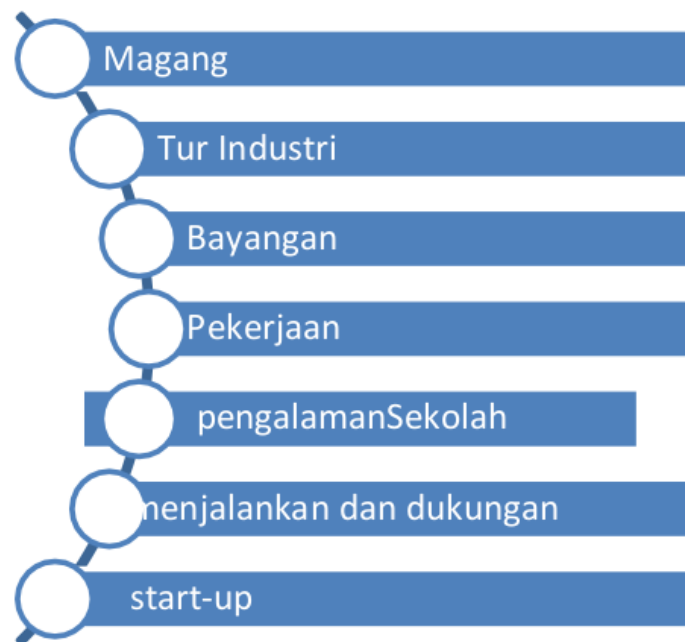 Magang
Tur Industri
Bayangan
Pekerjaan
pengalamanSekolah
menjalankan dan dukungan
start-up